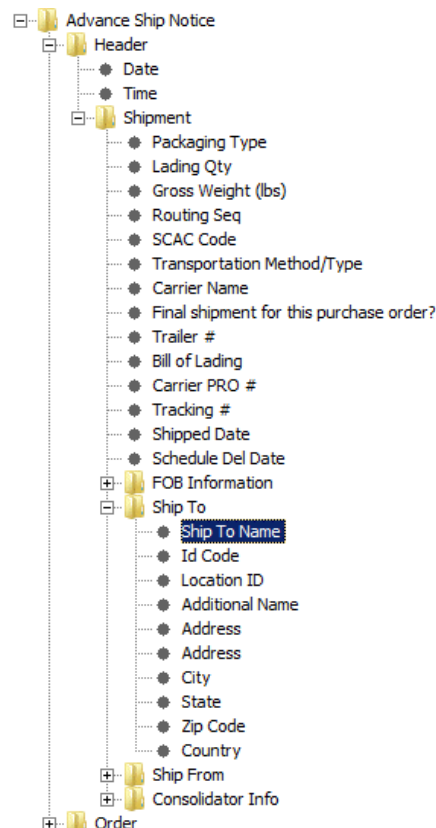 Advance Ship Notice
Header
Date
Time
Shipment
Packaging Type
Lading Qty
Gross Weight (lbs)
Routing Seq
SCAC Code
Transportation Method/Type
Carrier Name
Final shipment for this purchase order?
Trailer #
Bill of Lading
Carrier PRO #
Tracking #
Shipped Date
Schedule Del Date
FOB Information
Ship To
Ship To Name
Id Code
Location ID
Additional Name
Address
Address
City
State
Zip Code
Country
Ship From
Consolidator Info
Order